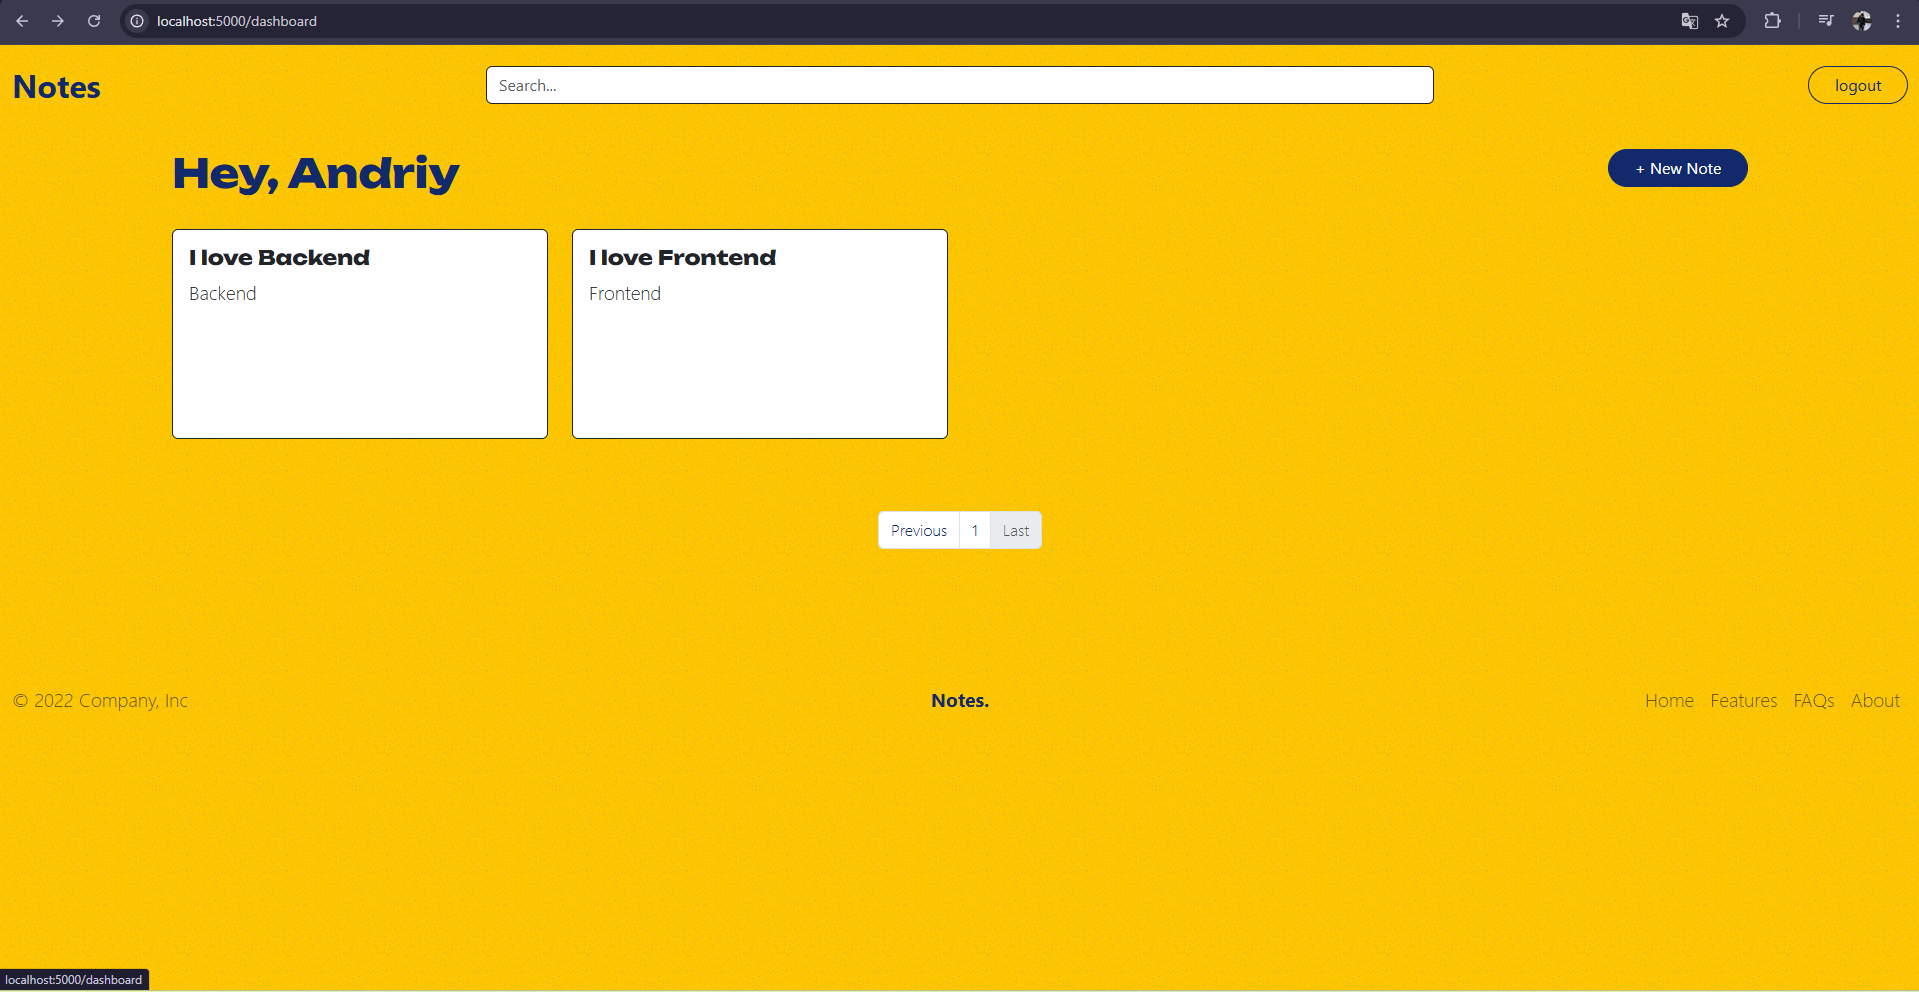 localhost:5000/dashboard
Notes
Search...
logout
Hey, Andriy
+ New Note
I love Backend
Backend
I love Frontend
Frontend
Previous 1 Last
© 2022 Company, Inc
Notes.
Home Features FAQs About
localhost:5000/dashboard